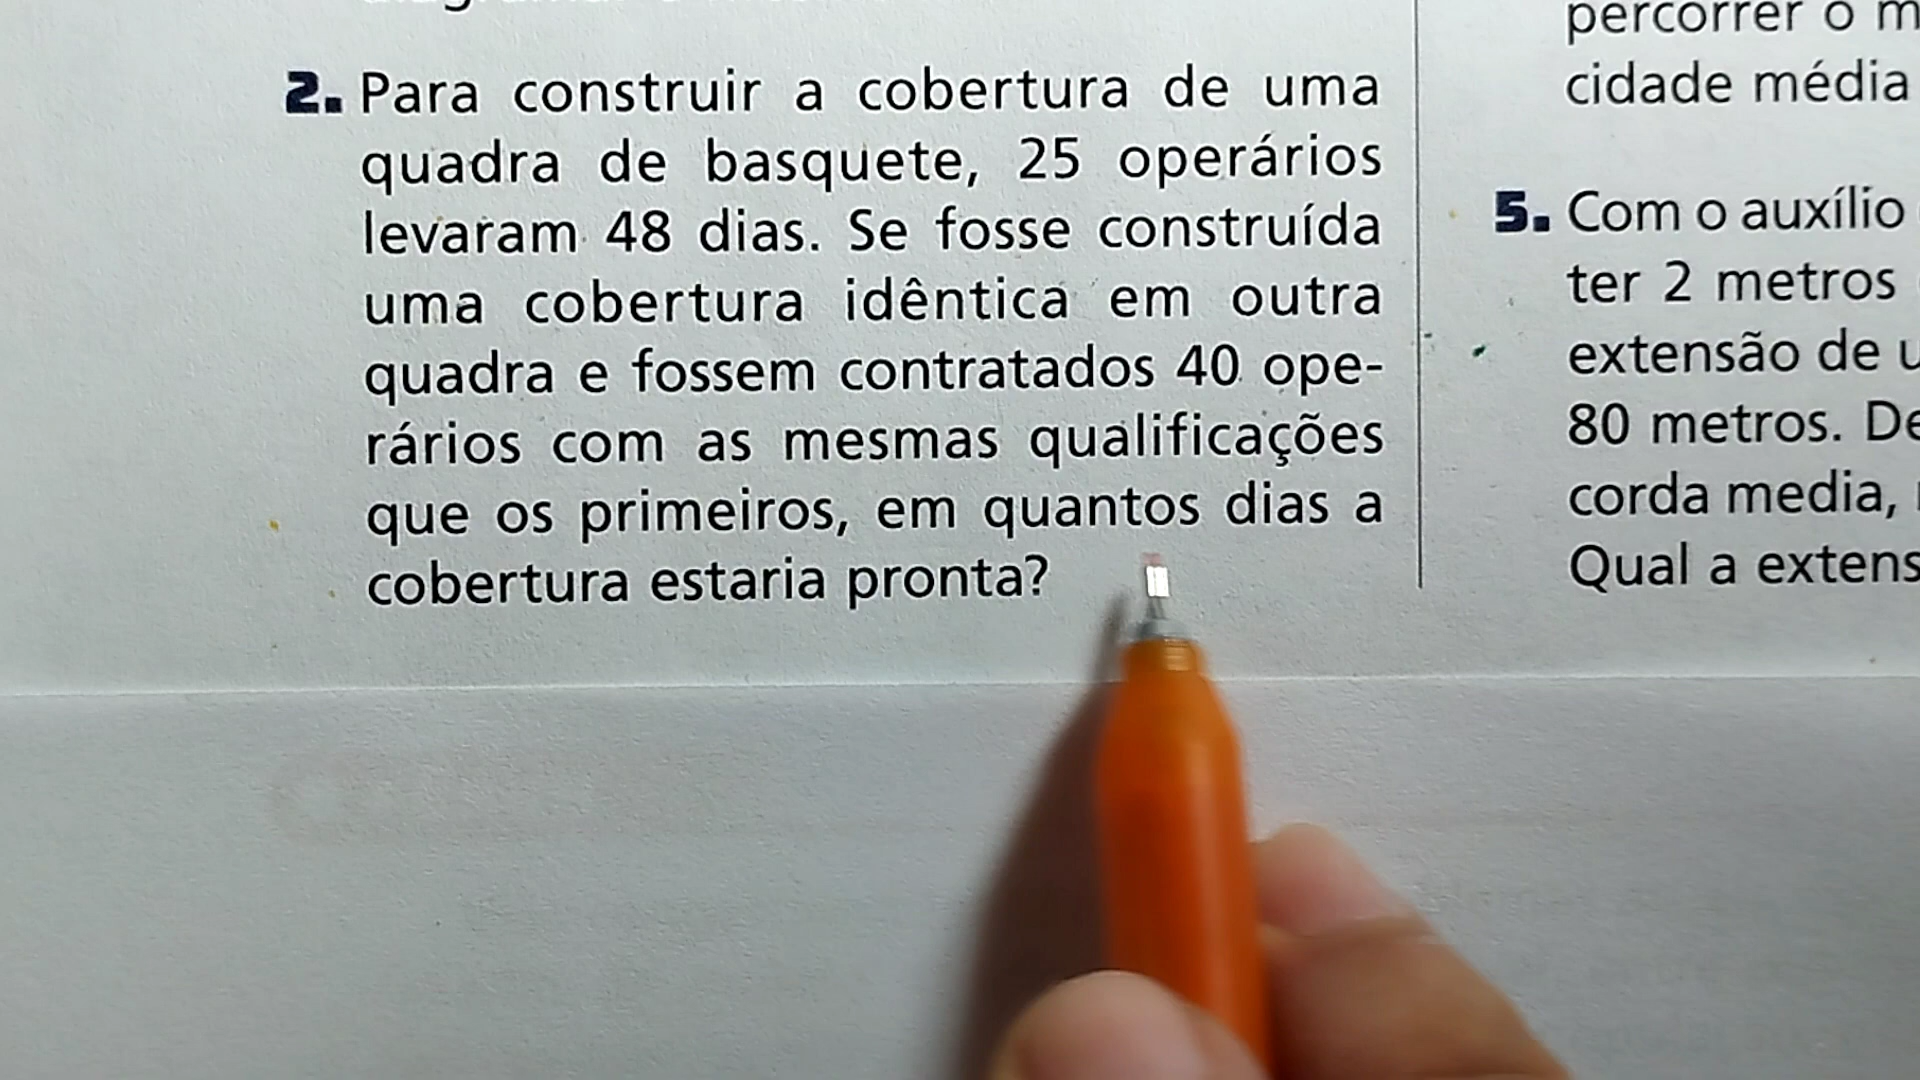 2. Para construir a cobertura de uma
quadra de basquete, 25 operários
levaram 48 dias. Se fosse construída
uma cobertura idêntica em outra
quadra e fossem contratados 40 ope-
rários com as mesmas qualificações
que os primeiros, em quantos dias a
cobertura estaria pronta?
percorrer o m
cidade média
5. Com o auxílio
ter 2 metros
extensão de u
80 metros. De
corda media,
Qual a extens